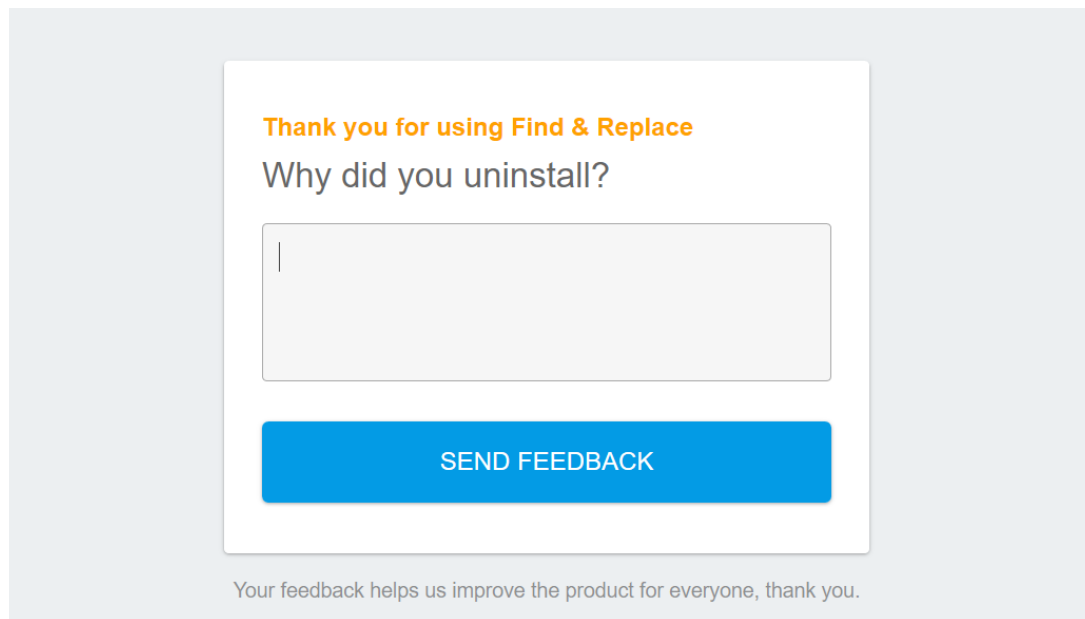 Thank you for using Find & Replace
Why did you uninstall?
SEND FEEDBACK
Your feedback helps us improve the product for everyone, thank you.